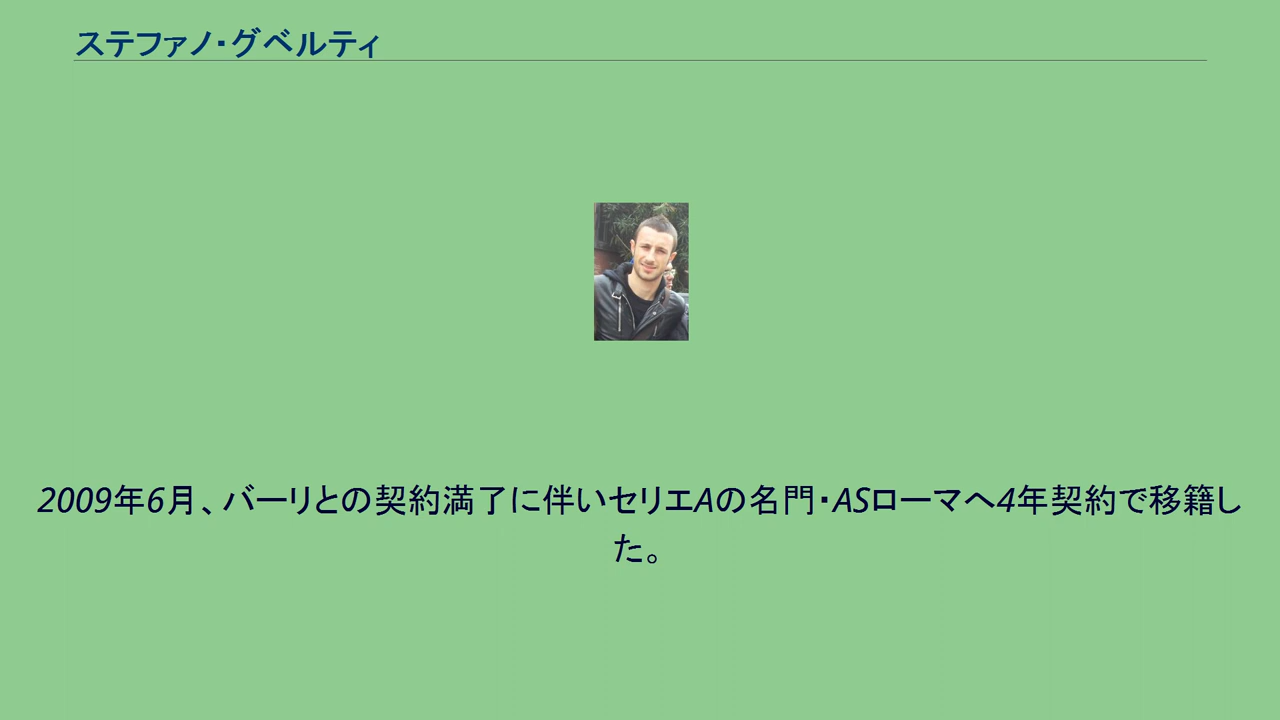 ステファノ・グベルティ
2009年6月、バーリとの契約満了に伴いセリエAの名門・ASローマへ4年契約で移籍し
た。